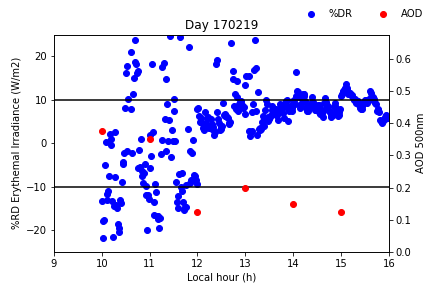 %DR AOD
Day 170219
%RD Erythemal Irradiance (W/m2)
20
10
0
−10
−20
0.6
0.5
0.4
0.3
0.2
0.1
0.0
AOD 500nm
9 10 11 12 13 14 15 16
Local hour (h)